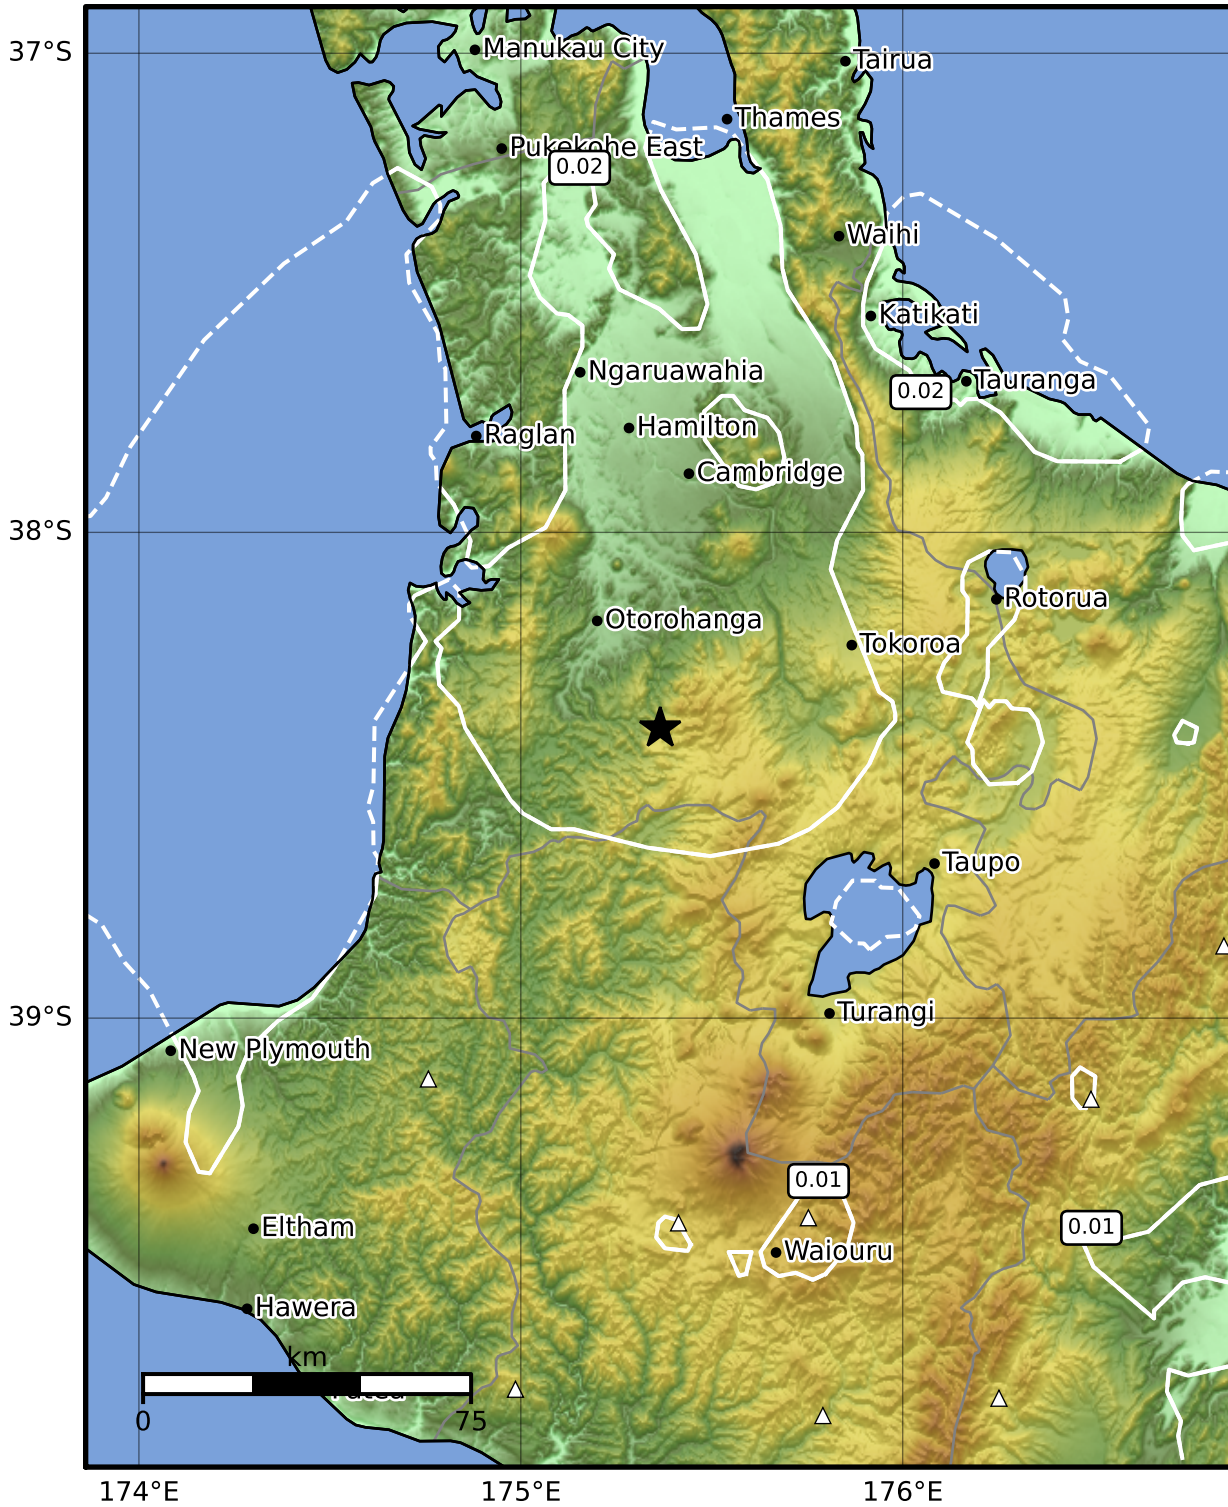 37°S
Manukau City
Tairua
Thames
Pukekohe East
0.02
Waihi
Katikati
Ngaruawahia
Tauranga
0.02
Raglan
Hamilton
Cambridge
38°S
Rotorua
Otorohanga
Tokoroa
Taupo
39°S
Turangi
New Plymouth
0.01
0.01
Eltham
Waiouru
Hawera
km
0
75
174°E
175°E
176°E